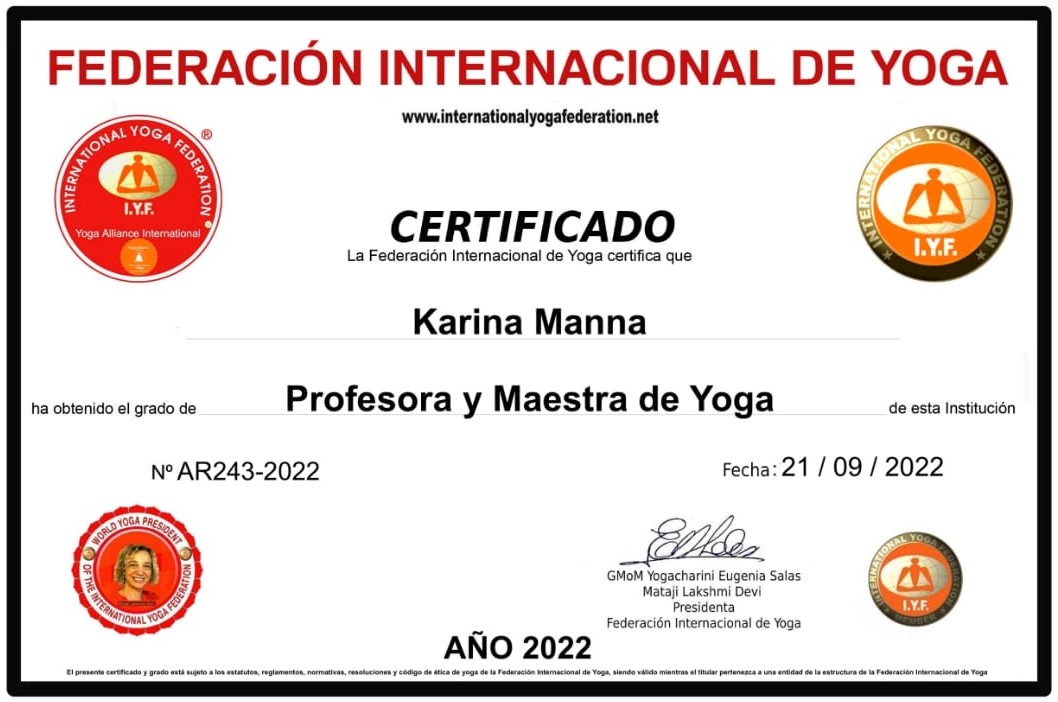 FEDERACIÓN INTERNACIONAL DE YOGA
www.internationalyogafederation.net
INTERNATIONAL YOGA FEDERATION ®
I.Y.F.
Yoga Alliance International
INTERNATIONAL YOGA FEDERATION
I.Y.F.
CERTIFICADO
La Federación Internacional de Yoga certifica que
Karina Manna
ha obtenido el grado de Profesora y Maestra de Yoga de esta Institución
Nº AR243-2022
Fecha: 21 / 09 / 2022
WORLD YOGA PRESIDENT
OF THE INTERNATIONAL YOGA FEDERATION
GMoM Yogacharini Eugenia Salas
Mataji Lakshmi Devi
Presidenta
Federación Internacional de Yoga
INTERNATIONAL YOGA FEDERATION
I.Y.F.
MEMBER
AÑO 2022
El presente certificado y grado está sujeto a los estatutos, reglamentos, normativas, resoluciones y código de ética de yoga de la Federación Internacional de Yoga, siendo válido mientras el titular pertenezca a una entidad de la estructura de la Federación Internacional de Yoga